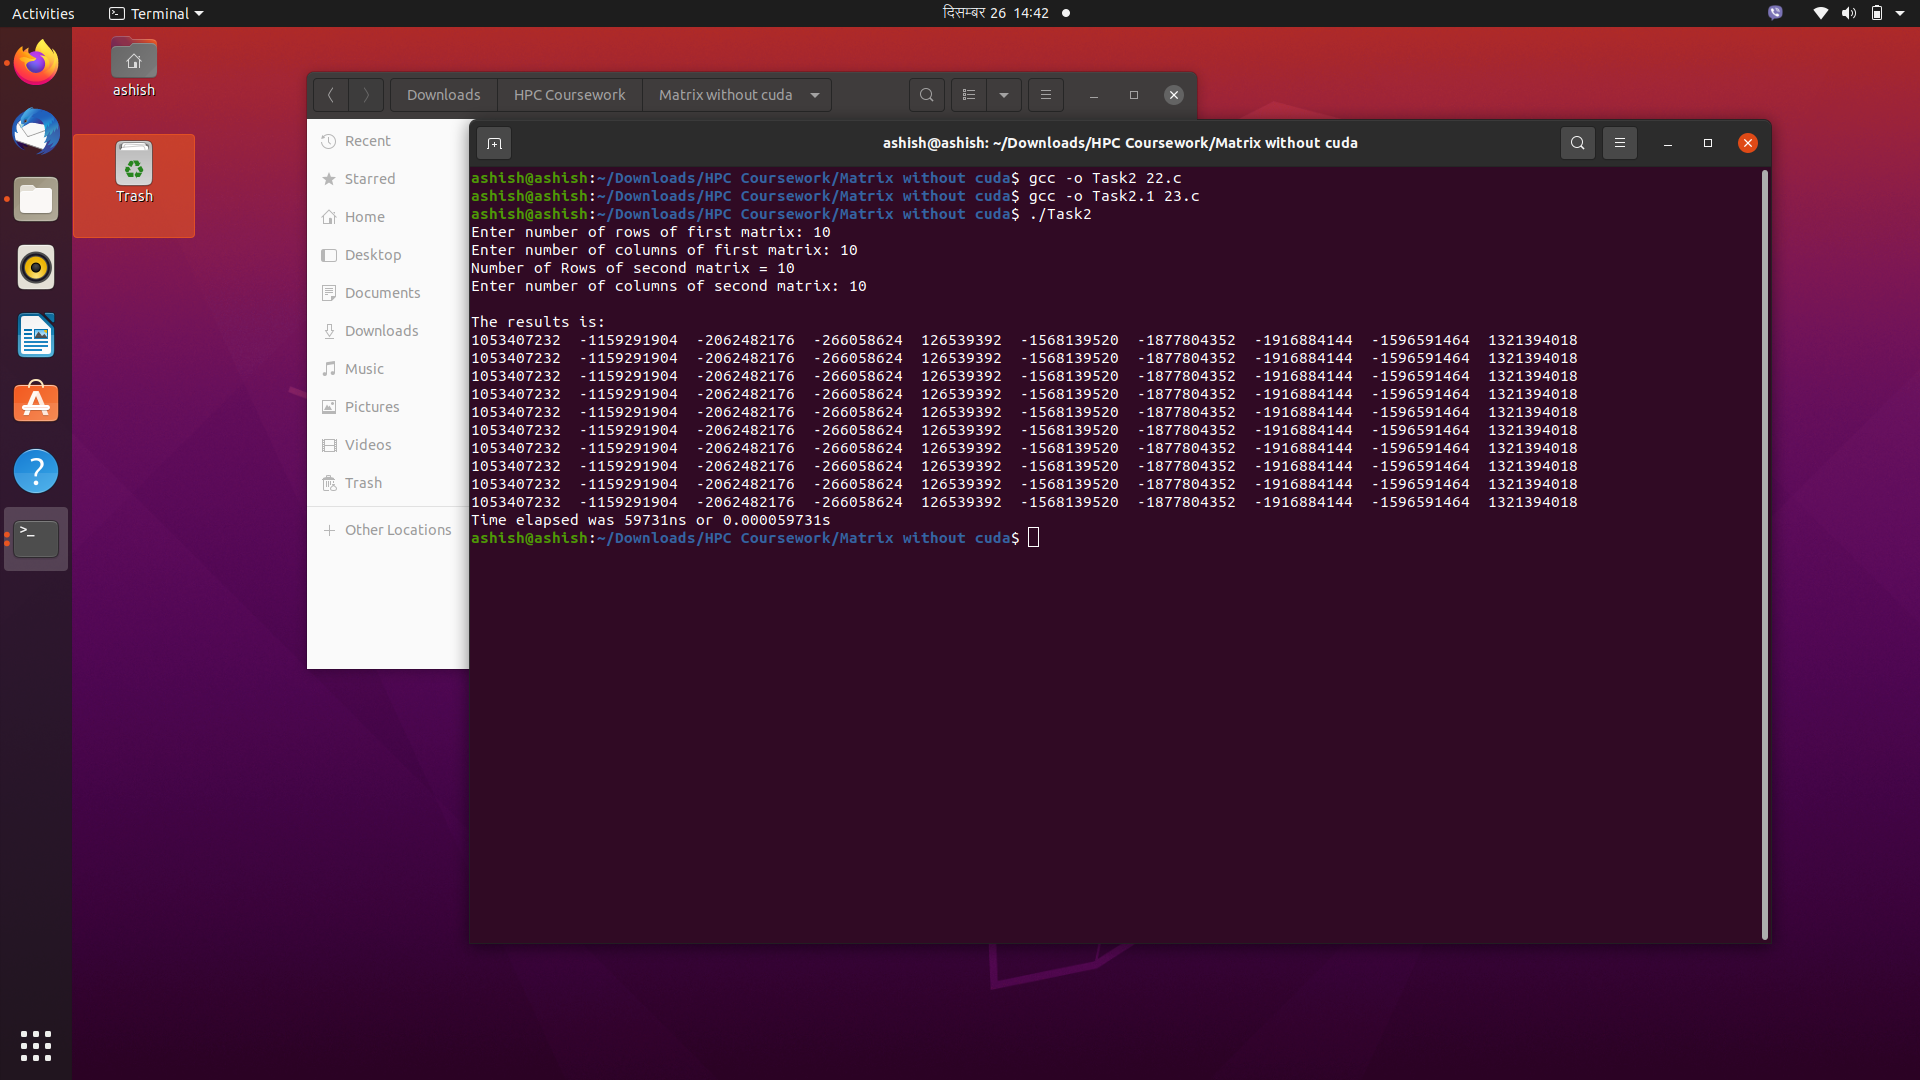 Activities
Terminal
दिसम्बर 26 14:42
ashish
Trash
Downloads
HPC Coursework
Matrix without cuda
Recent
Starred
Home
Desktop
Documents
Downloads
Music
Pictures
Videos
Trash
Other Locations
ashish@ashish: ~/Downloads/HPC Coursework/Matrix without cuda
ashish@ashish:~/Downloads/HPC Coursework/Matrix without cuda$ gcc -o Task2 22.c
ashish@ashish:~/Downloads/HPC Coursework/Matrix without cuda$ gcc -o Task2.1 23.c
ashish@ashish:~/Downloads/HPC Coursework/Matrix without cuda$ ./Task2
Enter number of rows of first matrix: 10
Enter number of columns of first matrix: 10
Number of Rows of second matrix = 10
Enter number of columns of second matrix: 10
The results is:
1053407232 -1159291904 -2062482176 -266058624 126539392 -1568139520 -1877804352 -1916884144 -1596591464 1321394018
1053407232 -1159291904 -2062482176 -266058624 126539392 -1568139520 -1877804352 -1916884144 -1596591464 1321394018
1053407232 -1159291904 -2062482176 -266058624 126539392 -1568139520 -1877804352 -1916884144 -1596591464 1321394018
1053407232 -1159291904 -2062482176 -266058624 126539392 -1568139520 -1877804352 -1916884144 -1596591464 1321394018
1053407232 -1159291904 -2062482176 -266058624 126539392 -1568139520 -1877804352 -1916884144 -1596591464 1321394018
1053407232 -1159291904 -2062482176 -266058624 126539392 -1568139520 -1877804352 -1916884144 -1596591464 1321394018
1053407232 -1159291904 -2062482176 -266058624 126539392 -1568139520 -1877804352 -1916884144 -1596591464 1321394018
1053407232 -1159291904 -2062482176 -266058624 126539392 -1568139520 -1877804352 -1916884144 -1596591464 1321394018
1053407232 -1159291904 -2062482176 -266058624 126539392 -1568139520 -1877804352 -1916884144 -1596591464 1321394018
1053407232 -1159291904 -2062482176 -266058624 126539392 -1568139520 -1877804352 -1916884144 -1596591464 1321394018
Time elapsed was 59731ns or 0.000059731s
ashish@ashish:~/Downloads/HPC Coursework/Matrix without cuda$